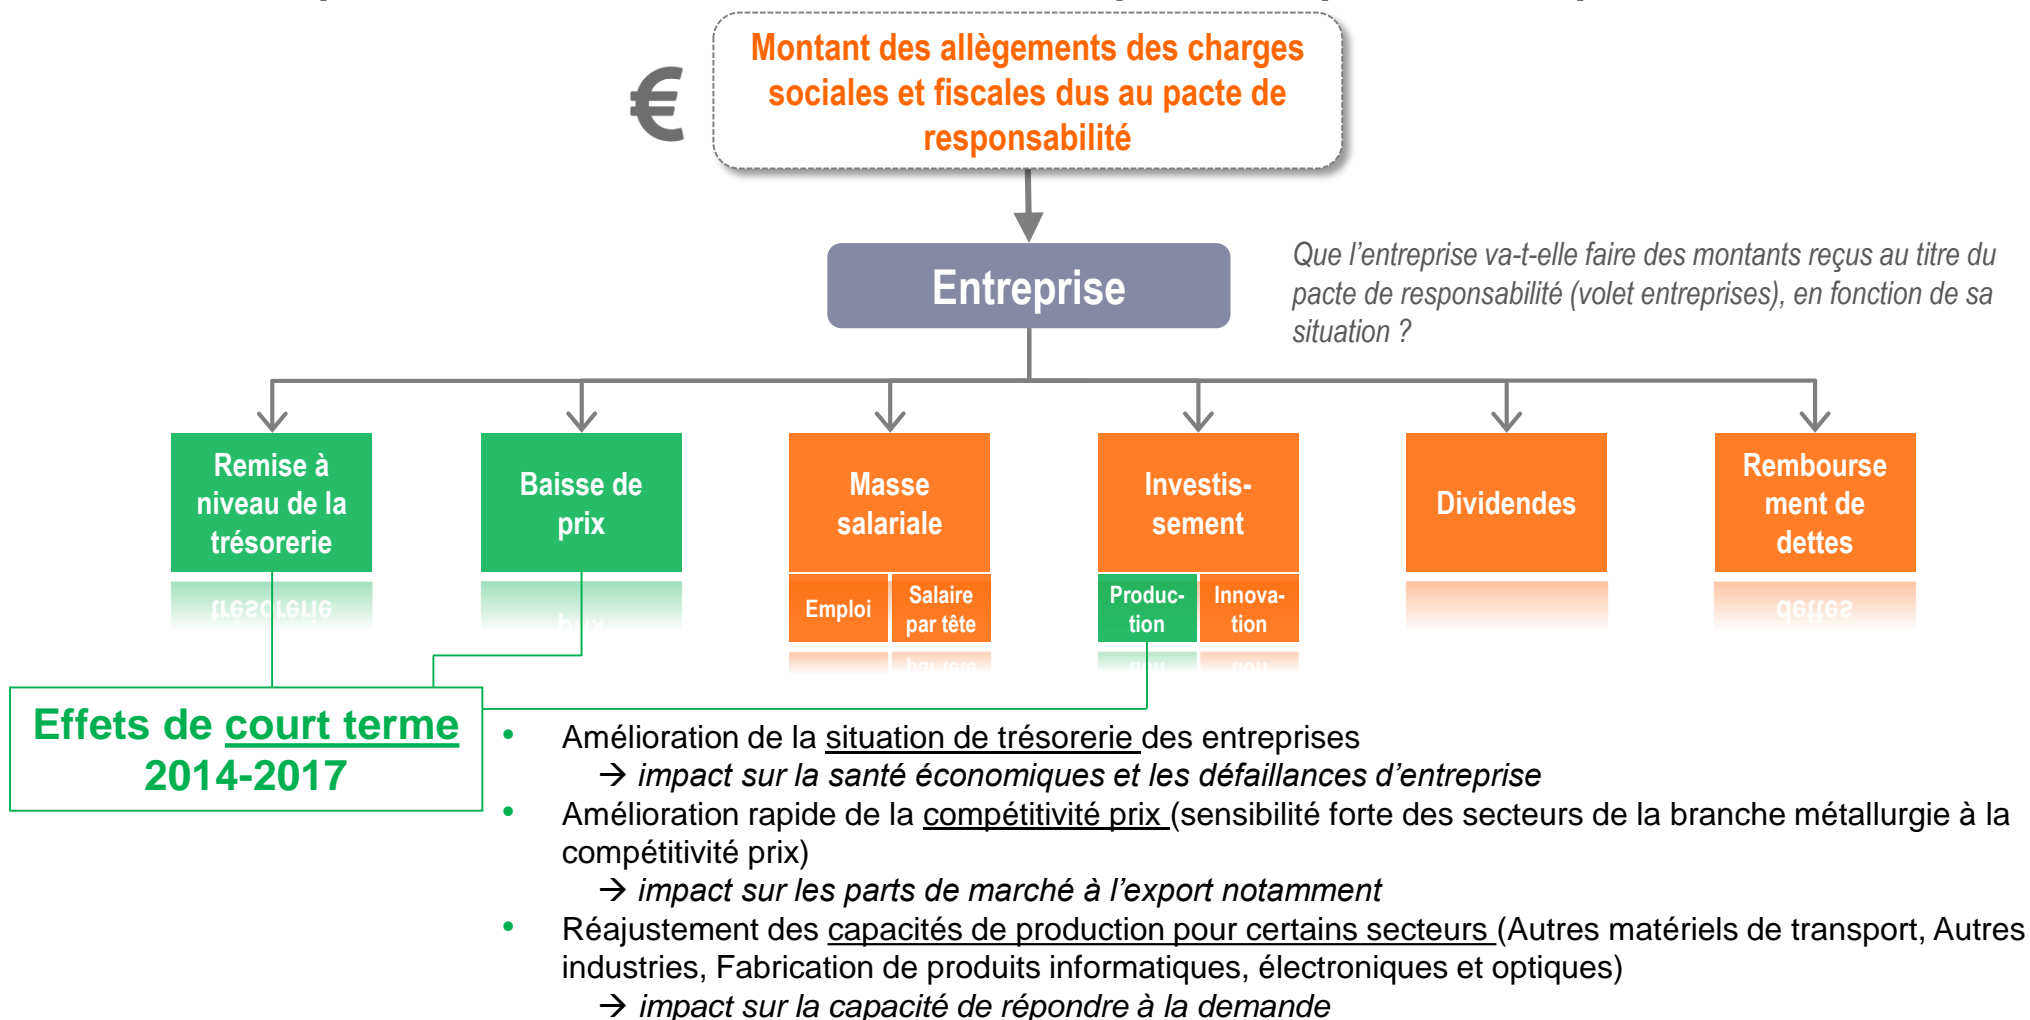 €
Montant des allègements des charges
sociales et fiscales dus au pacte de
responsabilité
Entreprise
Que l’entreprise va-t-elle faire des montants reçus au titre du
pacte de responsabilité (volet entreprises), en fonction de sa
situation ?
Remise à
niveau de la
trésorerie
Baisse de
prix
Masse
salariale
Investis-
sement
Dividendes
Rembourse
ment de
dettes
Emploi
Salaire
par tête
Produc-
tion
Innova-
tion
Effets de court terme
2014-2017
• Amélioration de la situation de trésorerie des entreprises
→ impact sur la santé économiques et les défaillances d’entreprise
• Amélioration rapide de la compétitivité prix (sensibilité forte des secteurs de la branche métallurgie à la
compétitivité prix)
→ impact sur les parts de marché à l’export notamment
• Réajustement des capacités de production pour certains secteurs (Autres matériels de transport, Autres
industries, Fabrication de produits informatiques, électroniques et optiques)
→ impact sur la capacité de répondre à la demande